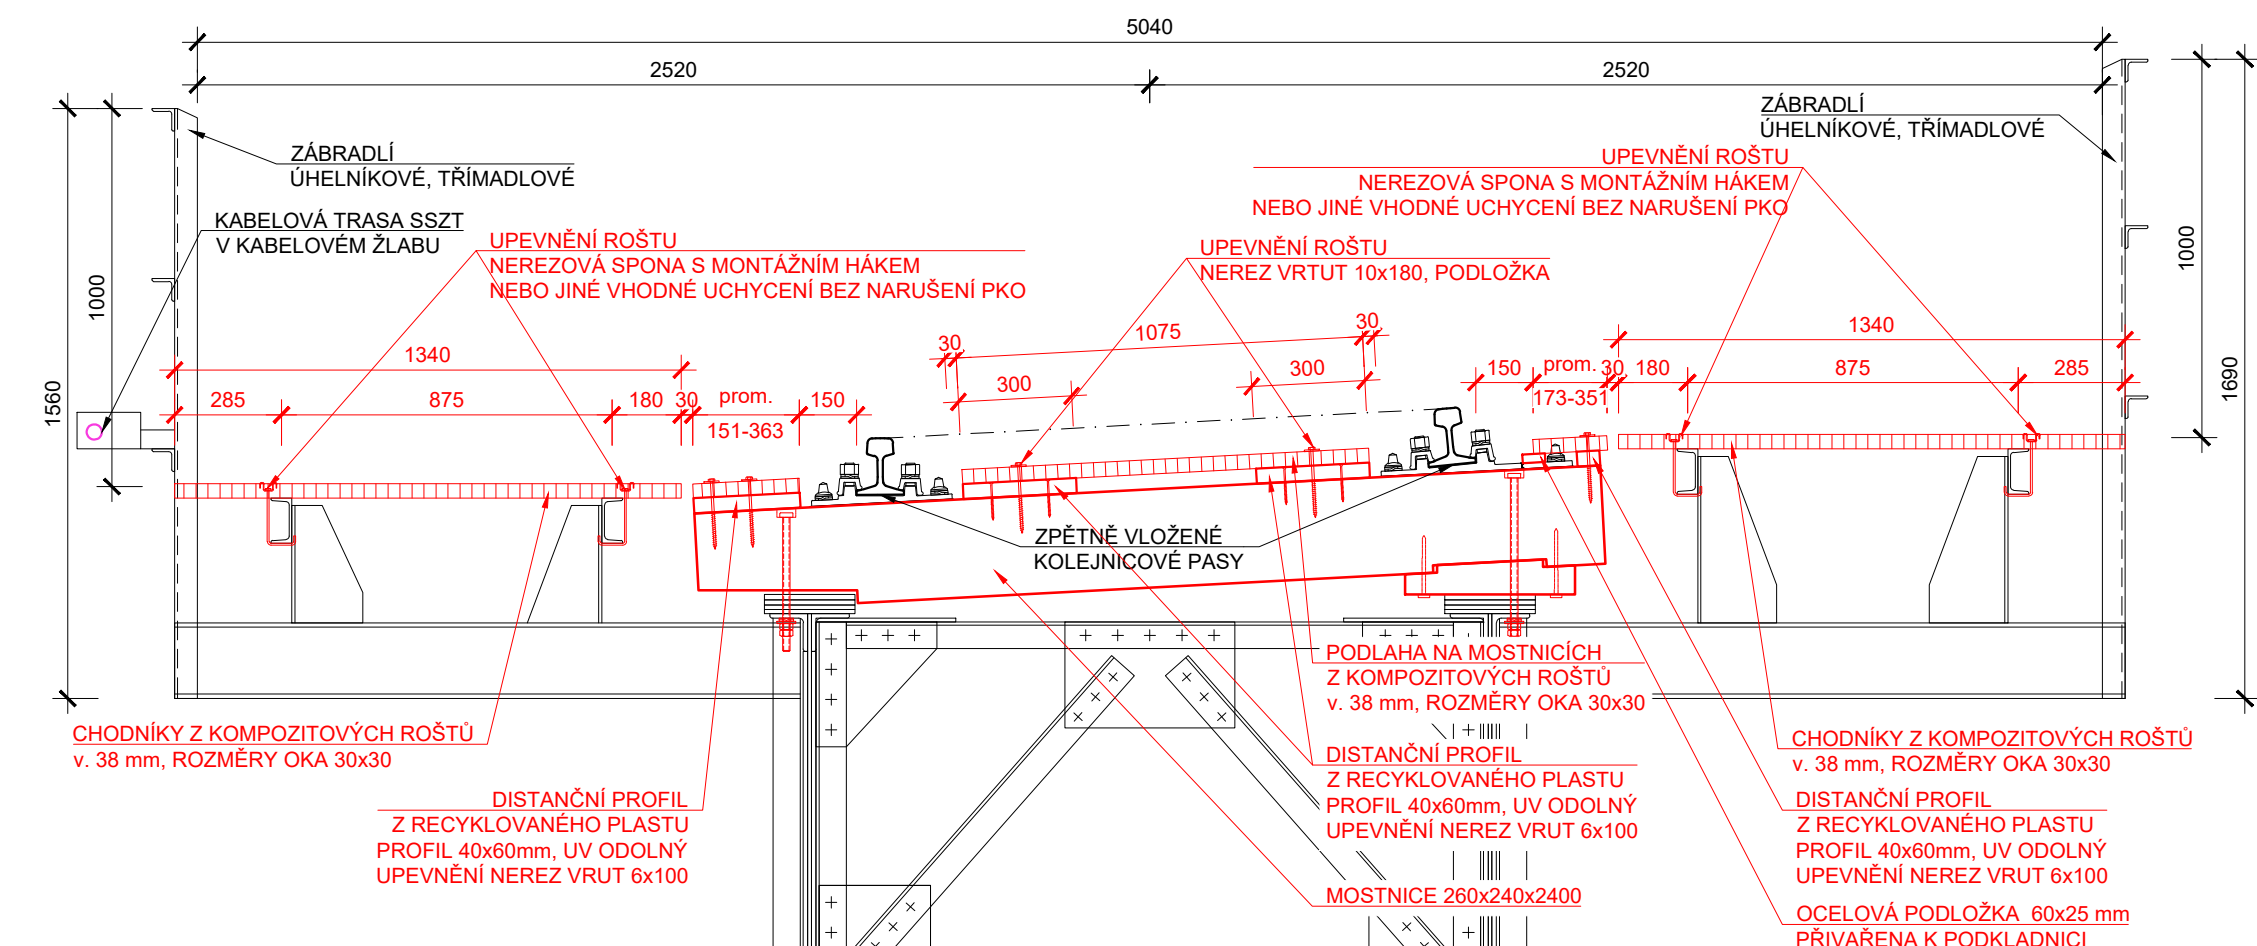 5040
2520
2520
ZÁBRADLÍ
ÚHELNÍKOVÉ, TŘÍMADLOVÉ
ZÁBRADLÍ
ÚHELNÍKOVÉ, TŘÍMADLOVÉ
KABELOVÁ TRASA SSZT
V KABELOVÉM ŽLABU
UPEVNĚNÍ ROŠTU
NEREZOVÁ SPONA S MONTÁŽNÍM HÁKEM
NEBO JINÉ VHODNÉ UCHYCENÍ BEZ NARUŠENÍ PKO
UPEVNĚNÍ ROŠTU
NEREZ VRTUT 10x180, PODLOŽKA
UPEVNĚNÍ ROŠTU
NEREZOVÁ SPONA S MONTÁŽNÍM HÁKEM
NEBO JINÉ VHODNÉ UCHYCENÍ BEZ NARUŠENÍ PKO
1560
1000
1000
1690
1340
285
875
180
30
prom.
151-363
150
30
1075
30
300
300
150
prom.
173-351
30
1340
180
875
285
ZPĚTNĚ VLOŽENÉ
KOLEJNICOVÉ PASY
CHODNÍKY Z KOMPOZITOVÝCH ROŠTŮ
v. 38 mm, ROZMĚRY OKA 30x30
DISTANČNÍ PROFIL
Z RECYKLOVANÉHO PLASTU
PROFIL 40x60mm, UV ODOLNÝ
UPEVNĚNÍ NEREZ VRUT 6x100
PODLAHA NA MOSTNICÍCH
Z KOMPOZITOVÝCH ROŠTŮ
v. 38 mm, ROZMĚRY OKA 30x30
DISTANČNÍ PROFIL
Z RECYKLOVANÉHO PLASTU
PROFIL 40x60mm, UV ODOLNÝ
UPEVNĚNÍ NEREZ VRUT 6x100
MOSTNICE 260x240x2400
CHODNÍKY Z KOMPOZITOVÝCH ROŠTŮ
v. 38 mm, ROZMĚRY OKA 30x30
DISTANČNÍ PROFIL
Z RECYKLOVANÉHO PLASTU
PROFIL 40x60mm, UV ODOLNÝ
UPEVNĚNÍ NEREZ VRUT 6x100
OCELOVÁ PODLOŽKA 60x25 mm
PŘIVAŘENA K PODKLADNICI